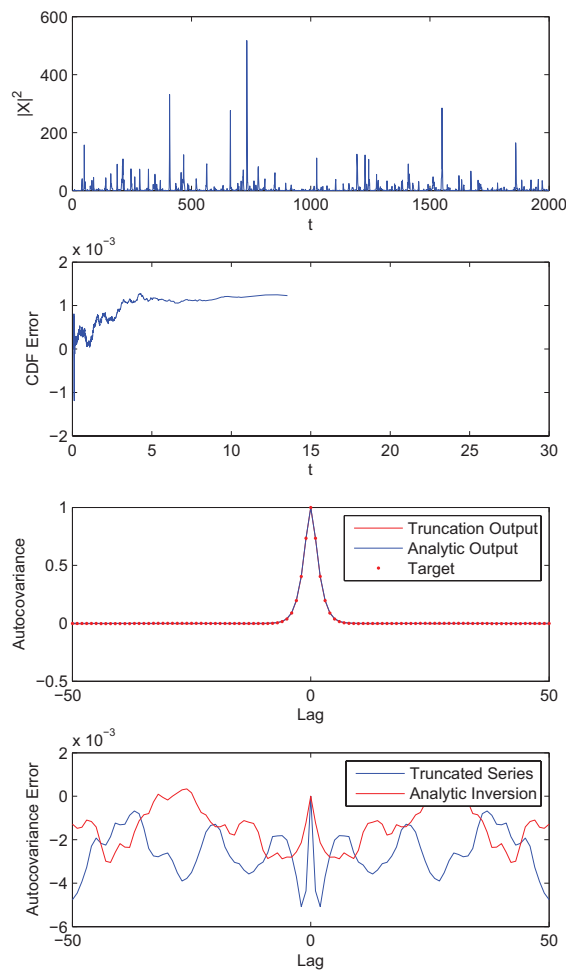 600
400
200
0
|X|²
0 500 1000 1500 2000
t
x 10⁻³
2
1
0
−1
−2
CDF Error
0 5 10 15 20 25 30
t
1
0.5
0
−0.5
Autocovariance
Truncation Output
Analytic Output
Target
−50 0 50
Lag
x 10⁻³
2
0
−2
−4
−6
Autocovariance Error
Truncated Series
Analytic Inversion
−50 0 50
Lag